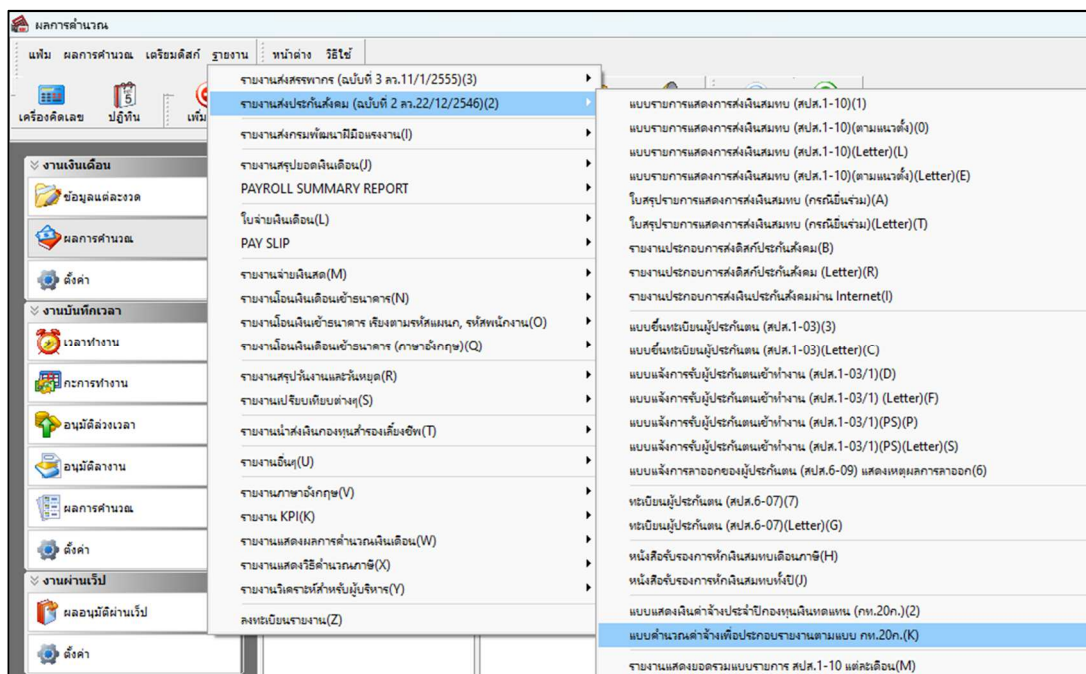 ผลการคำนวณ
แฟ้ม ผลการคำนวณ เตรียมดิสก์ รายงาน หน้าต่าง วิธีใช้
เครื่องคิดเลข ปฏิทิน
งานเงินเดือน
ข้อมูลแต่ละงวด
ผลการคำนวณ
ตั้งค่า
งานบันทึกเวลา
เวลาทำงาน
กะการทำงาน
อนุมัติล่วงเวลา
อนุมัติลางาน
ผลการคำนวณ
ตั้งค่า
งานผ่านเว็ป
ผลอนุมัติผ่านเว็ป
ตั้งค่า
รายงานส่งสรรพากร (ฉบับที่ 3 ลว.11/1/2555)(3)
รายงานส่งประกันสังคม (ฉบับที่ 2 ลว.22/12/2546)(2)
รายงานส่งกรมพัฒนาฝีมือแรงงาน(I)
รายงานสรุปยอดเงินเดือน(J)
PAYROLL SUMMARY REPORT
ใบจ่ายเงินเดือน(L)
PAY SLIP
รายงานจ่ายเงินสด(M)
รายงานโอนเงินเดือนเข้าธนาคาร(N)
รายงานโอนเงินเข้าธนาคาร เรียงตามรหัสแผนก, รหัสพนักงาน(O)
รายงานโอนเงินเดือนเข้าธนาคาร (ภาษาอังกฤษ)(Q)
รายงานสรุปวันงานและวันหยุด(R)
รายงานเปรียบเทียบต่างๆ(S)
รายงานนำส่งเงินกองทุนสำรองเลี้ยงชีพ(T)
รายงานอื่นๆ(U)
รายงานภาษาอังกฤษ(V)
รายงาน KPI(K)
รายงานแสดงผลการคำนวณเงินเดือน(W)
รายงานแสดงวิธีคำนวณภาษี(X)
รายงานวิเคราะห์สำหรับผู้บริหาร(Y)
ลงทะเบียนรายงาน(Z)
แบบรายการแสดงการส่งเงินสมทบ (สปส.1-10)(1)
แบบรายการแสดงการส่งเงินสมทบ (สปส.1-10)(ตามแนวตั้ง)(0)
แบบรายการแสดงการส่งเงินสมทบ (สปส.1-10)(Letter)(L)
แบบรายการแสดงการส่งเงินสมทบ (สปส.1-10)(ตามแนวตั้ง)(Letter)(E)
ใบสรุปรายการแสดงการส่งเงินสมทบ (กรณียื่นร่วม)(A)
ใบสรุปรายการแสดงการส่งเงินสมทบ (กรณียื่นร่วม)(Letter)(T)
รายงานประกอบการส่งดิสก์ประกันสังคม(B)
รายงานประกอบการส่งดิสก์ประกันสังคม (Letter)(R)
รายงานประกอบการส่งเงินประกันสังคมผ่าน Internet(I)
แบบขึ้นทะเบียนผู้ประกันตน (สปส.1-03)(3)
แบบขึ้นทะเบียนผู้ประกันตน (สปส.1-03)(Letter)(C)
แบบแจ้งการรับผู้ประกันตนเข้าทำงาน (สปส.1-03/1)(D)
แบบแจ้งการรับผู้ประกันตนเข้าทำงาน (สปส.1-03/1) (Letter)(F)
แบบแจ้งการรับผู้ประกันตนเข้าทำงาน (สปส.1-03/1)(PS)(P)
แบบแจ้งการรับผู้ประกันตนเข้าทำงาน (สปส.1-03/1)(PS)(Letter)(S)
แบบแจ้งการลาออกของผู้ประกันตน (สปส.6-09) แสดงเหตุผลการลาออก(6)
ทะเบียนผู้ประกันตน (สปส.6-07)(7)
ทะเบียนผู้ประกันตน (สปส.6-07)(Letter)(G)
หนังสือรับรองการหักเงินสมทบเดือนภาษี(H)
หนังสือรับรองการหักเงินสมทบทั้งปี(J)
แบบแสดงเงินค่าจ้างประจำปีกองทุนเงินทดแทน (กท.20ก.)(2)
แบบคำนวณค่าจ้างเพื่อประกอบรายงานตามแบบ กท.20ก.(K)
รายงานแสดงยอดรวมแบบรายการ สปส.1-10 แต่ละเดือน(M)